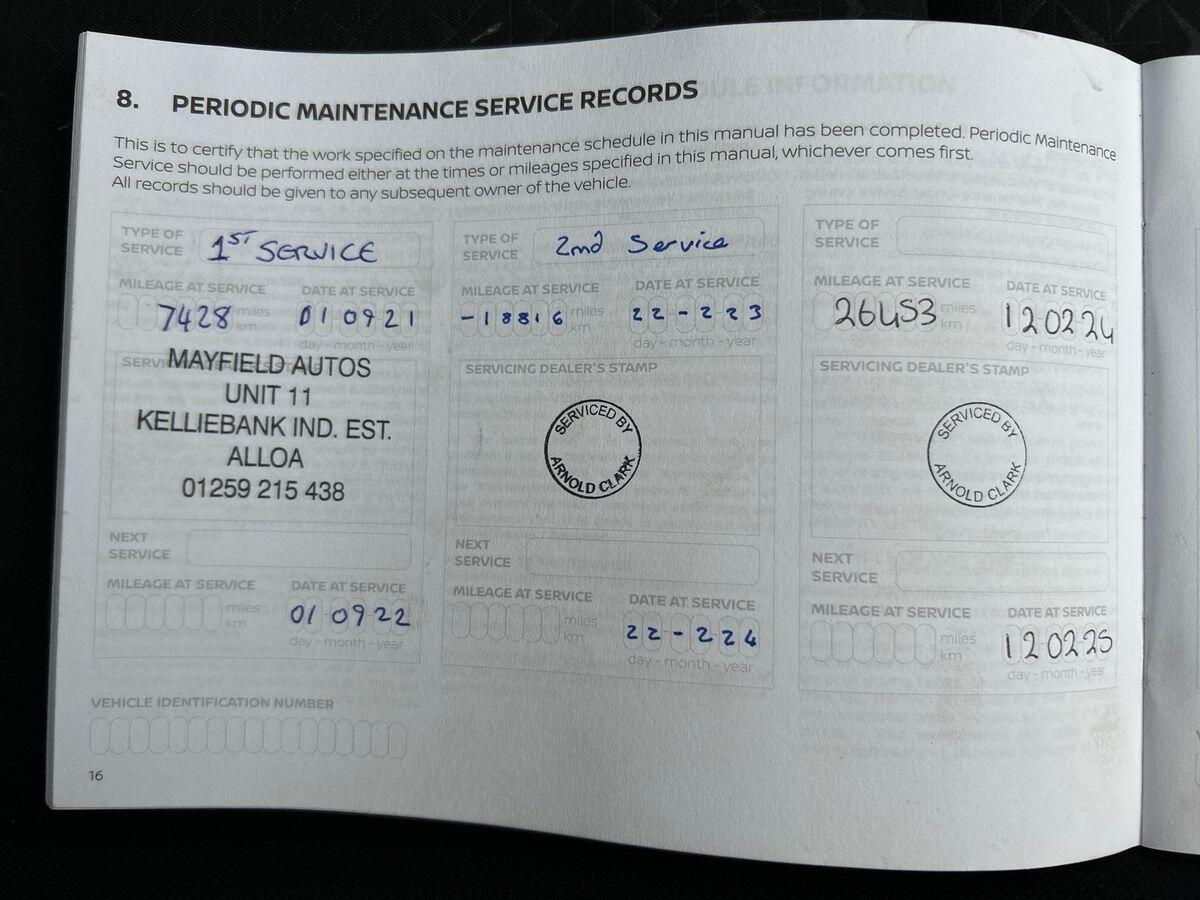 8. PERIODIC MAINTENANCE SERVICE RECORDS
This is to certify that the work specified on the maintenance schedule in this manual has been completed. Periodic Maintenance
Service should be performed either at the times or mileages specified in this manual, whichever comes first.
All records should be given to any subsequent owner of the vehicle.
TYPE OF
SERVICE
1ST SERVICE
MILEAGE AT SERVICE
DATE AT SERVICE
7428
miles
km
01 09 21
day - month - year
MAYFIELD AUTOS
UNIT 11
KELLIEBANK IND. EST.
ALLOA
01259 215 438
NEXT
SERVICE
MILEAGE AT SERVICE
DATE AT SERVICE
miles
km
01 09 22
day - month - year
TYPE OF
SERVICE
2nd Service
MILEAGE AT SERVICE
DATE AT SERVICE
-18816
miles
km
22-223
day - month - year
SERVICING DEALER'S STAMP
SERVICED BY
ARNOLD CLARK
NEXT
SERVICE
MILEAGE AT SERVICE
DATE AT SERVICE
miles
km
22-224
day - month - year
TYPE OF
SERVICE
MILEAGE AT SERVICE
DATE AT SERVICE
26453
miles
km
12 02 24
day - month - year
SERVICING DEALER'S STAMP
SERVICED BY
ARNOLD CLARK
NEXT
SERVICE
MILEAGE AT SERVICE
DATE AT SERVICE
miles
km
12 02 25
day - month - year
VEHICLE IDENTIFICATION NUMBER
16